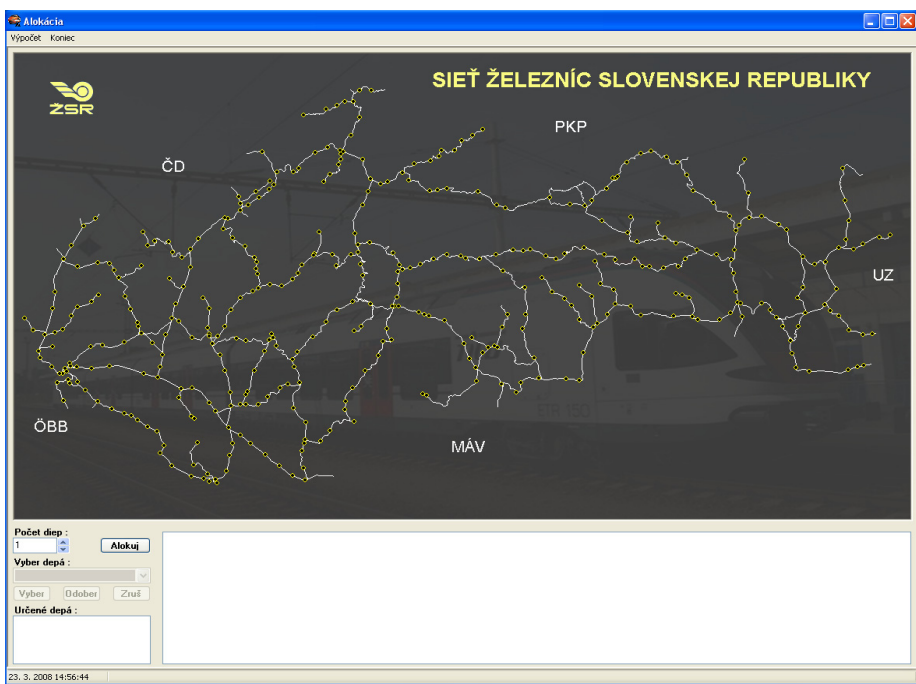 Alokácia
Výpočet Koniec
SIEŤ ŽELEZNÍC SLOVENSKEJ REPUBLIKY
ŽSR
PKP
ČD
UZ
ÖBB
MÁV
Počet diep :
1
Alokuj
Vyber depá :
Vyber Odober Zruš
Určené depá :
23. 3. 2008 14:56:44